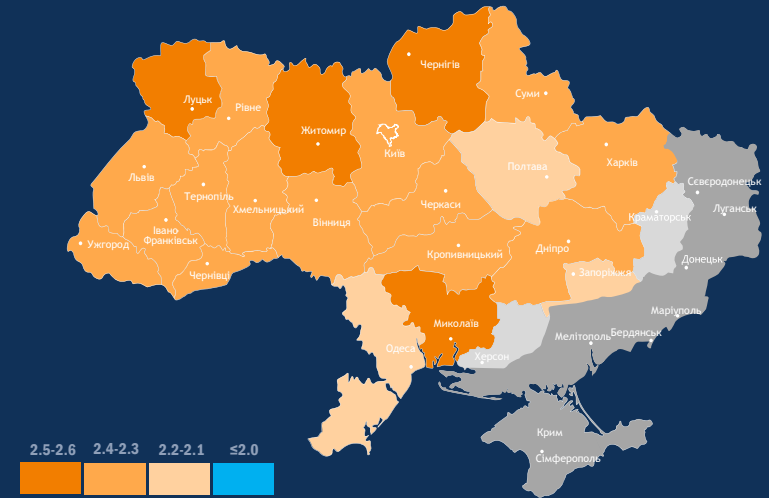 Чернігів
Суми
Луцьк
Рівне
Житомир
Київ
Полтава
Харків
Львів
Тернопіль
Хмельницький
Черкаси
Вінниця
Сєвєродонецьк
Краматорськ
Луганськ
Івано
Франківськ
Ужгород
Кропивницький
Дніпро
Донецьк
Чернівці
Запоріжжя
Миколаїв
Маріуполь
Мелітополь
Бердянськ
Одеса
Херсон
Крим
Сімферополь
2.5-2.6 2.4-2.3 2.2-2.1 ≤2.0